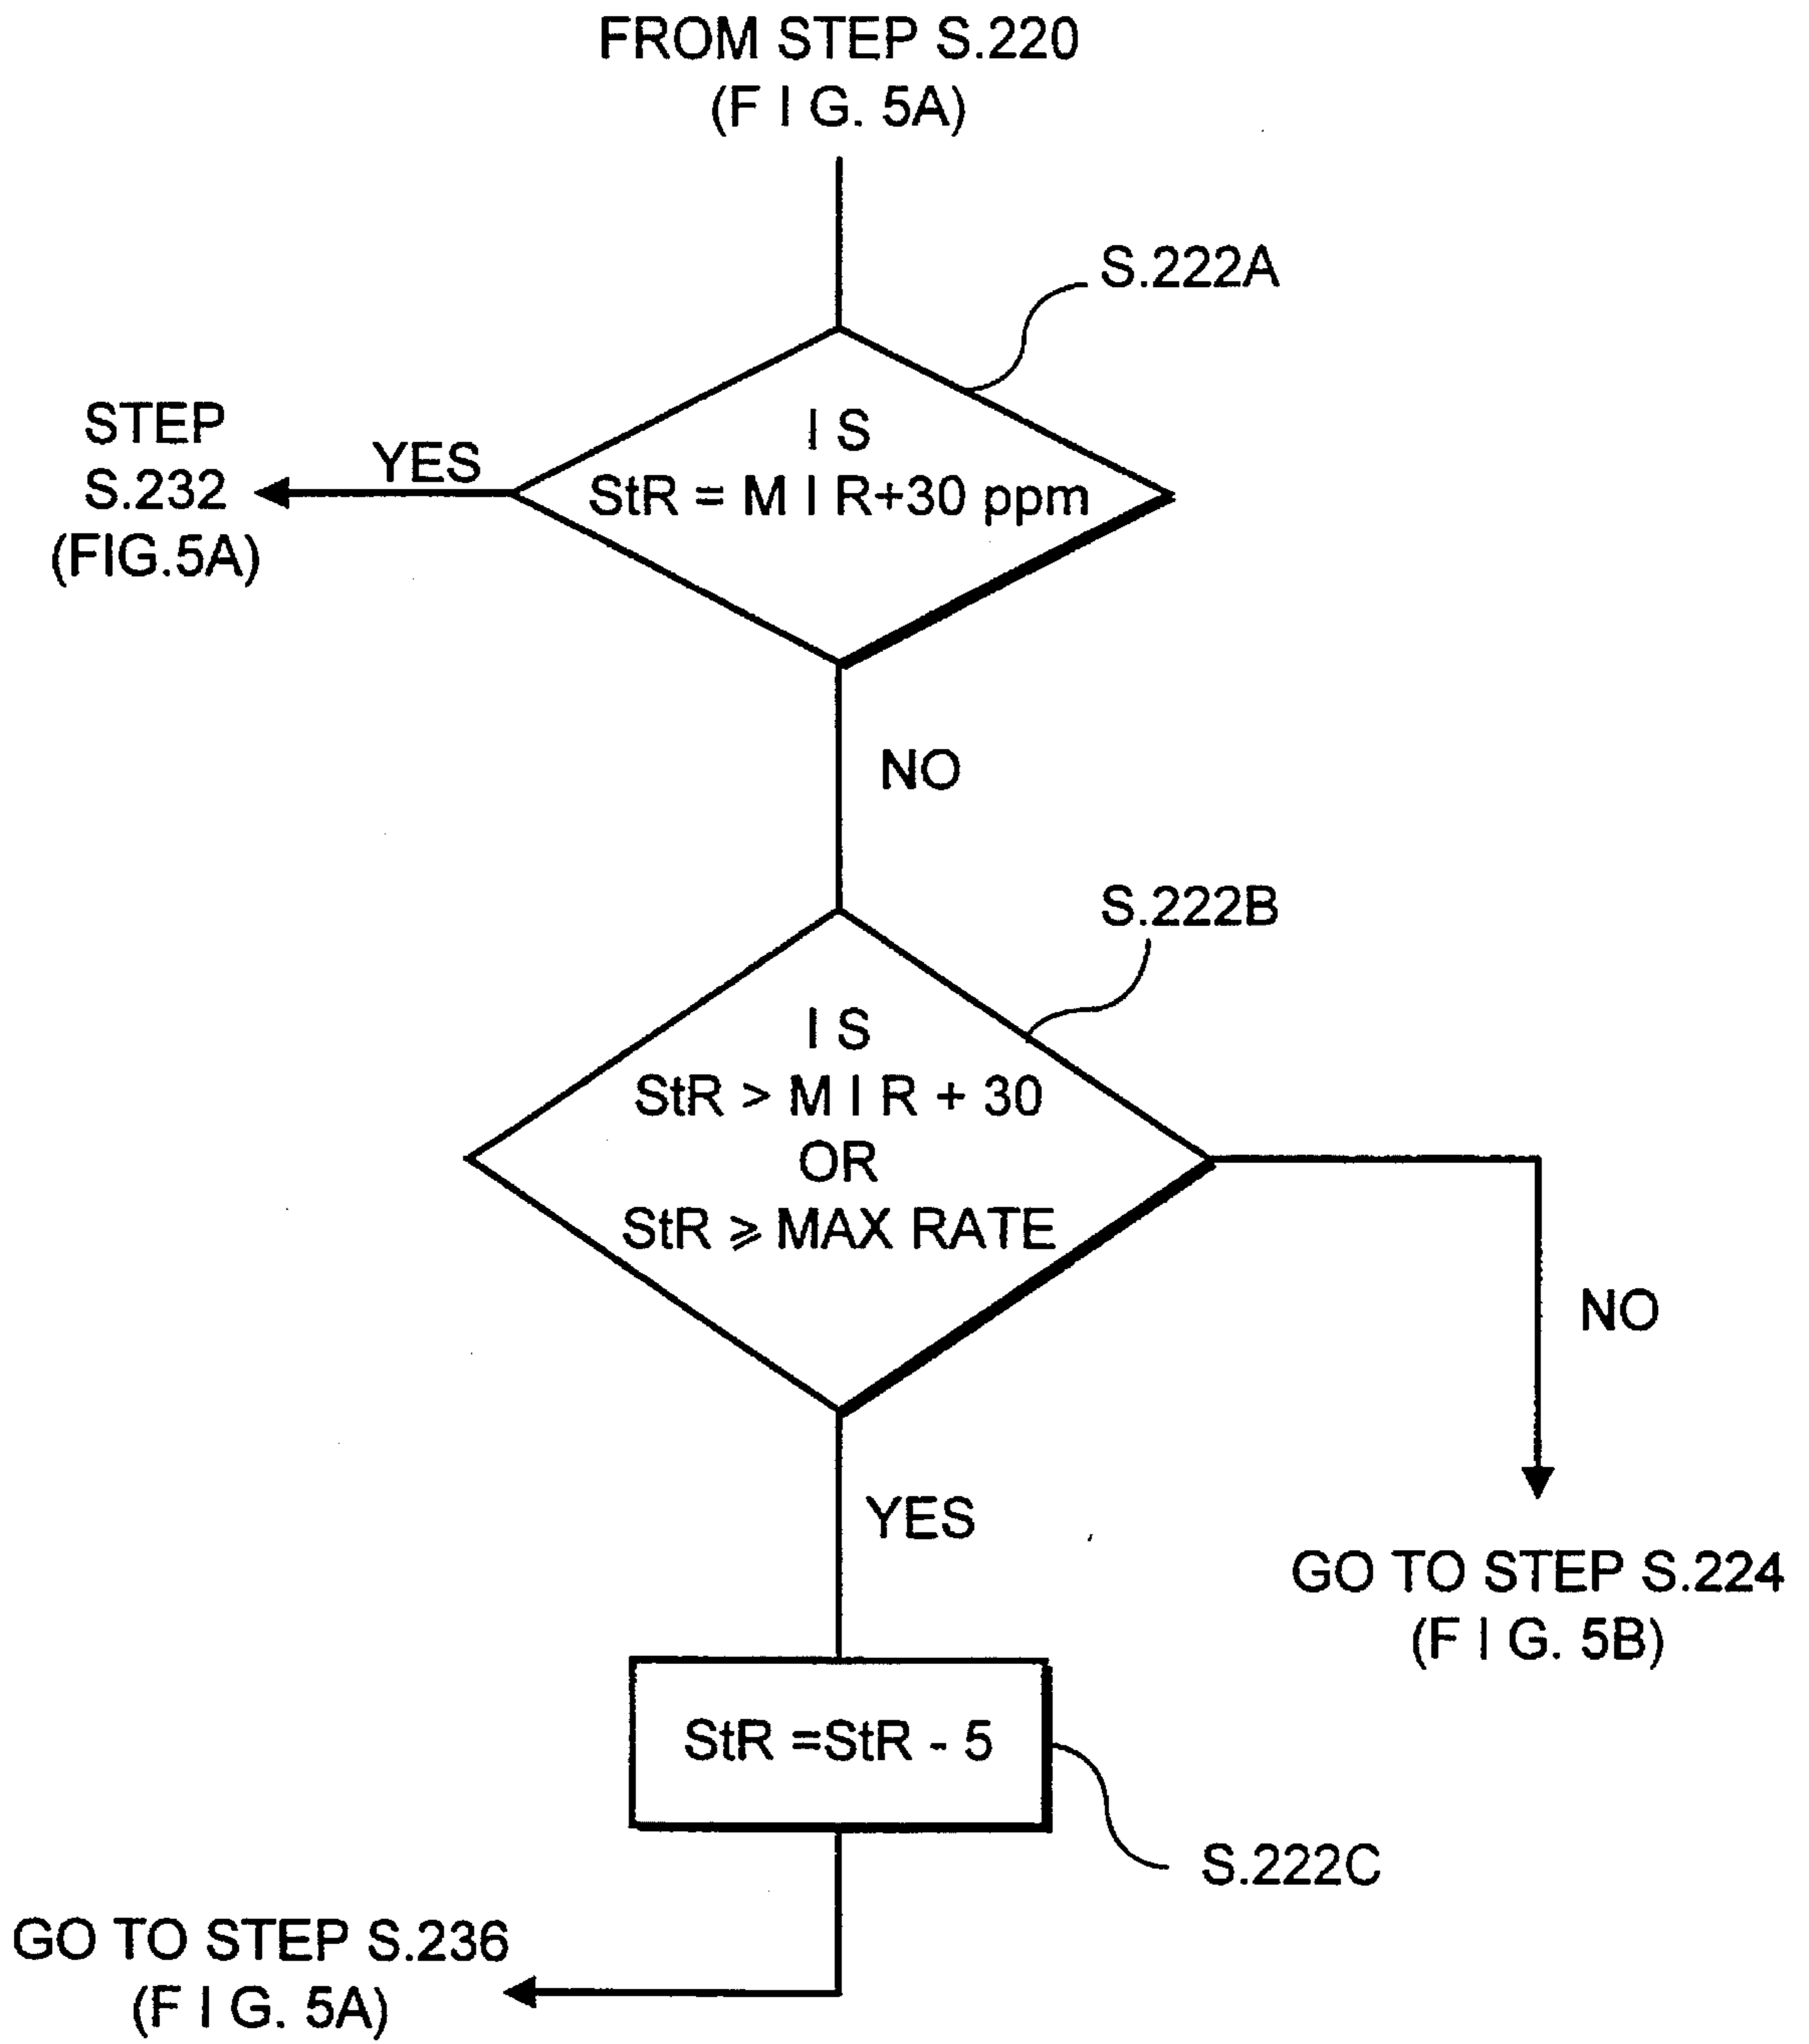 FROM STEP S.220
(F I G. 5A)
S.222A
I S
StR = M I R+30 ppm
YES
STEP
S.232
(FIG.5A)
NO
S.222B
I S
StR > M I R + 30
OR
StR ⩾ MAX RATE
NO
YES
GO TO STEP S.224
(F I G. 5B)
StR =StR - 5
S.222C
GO TO STEP S.236
(F I G. 5A)